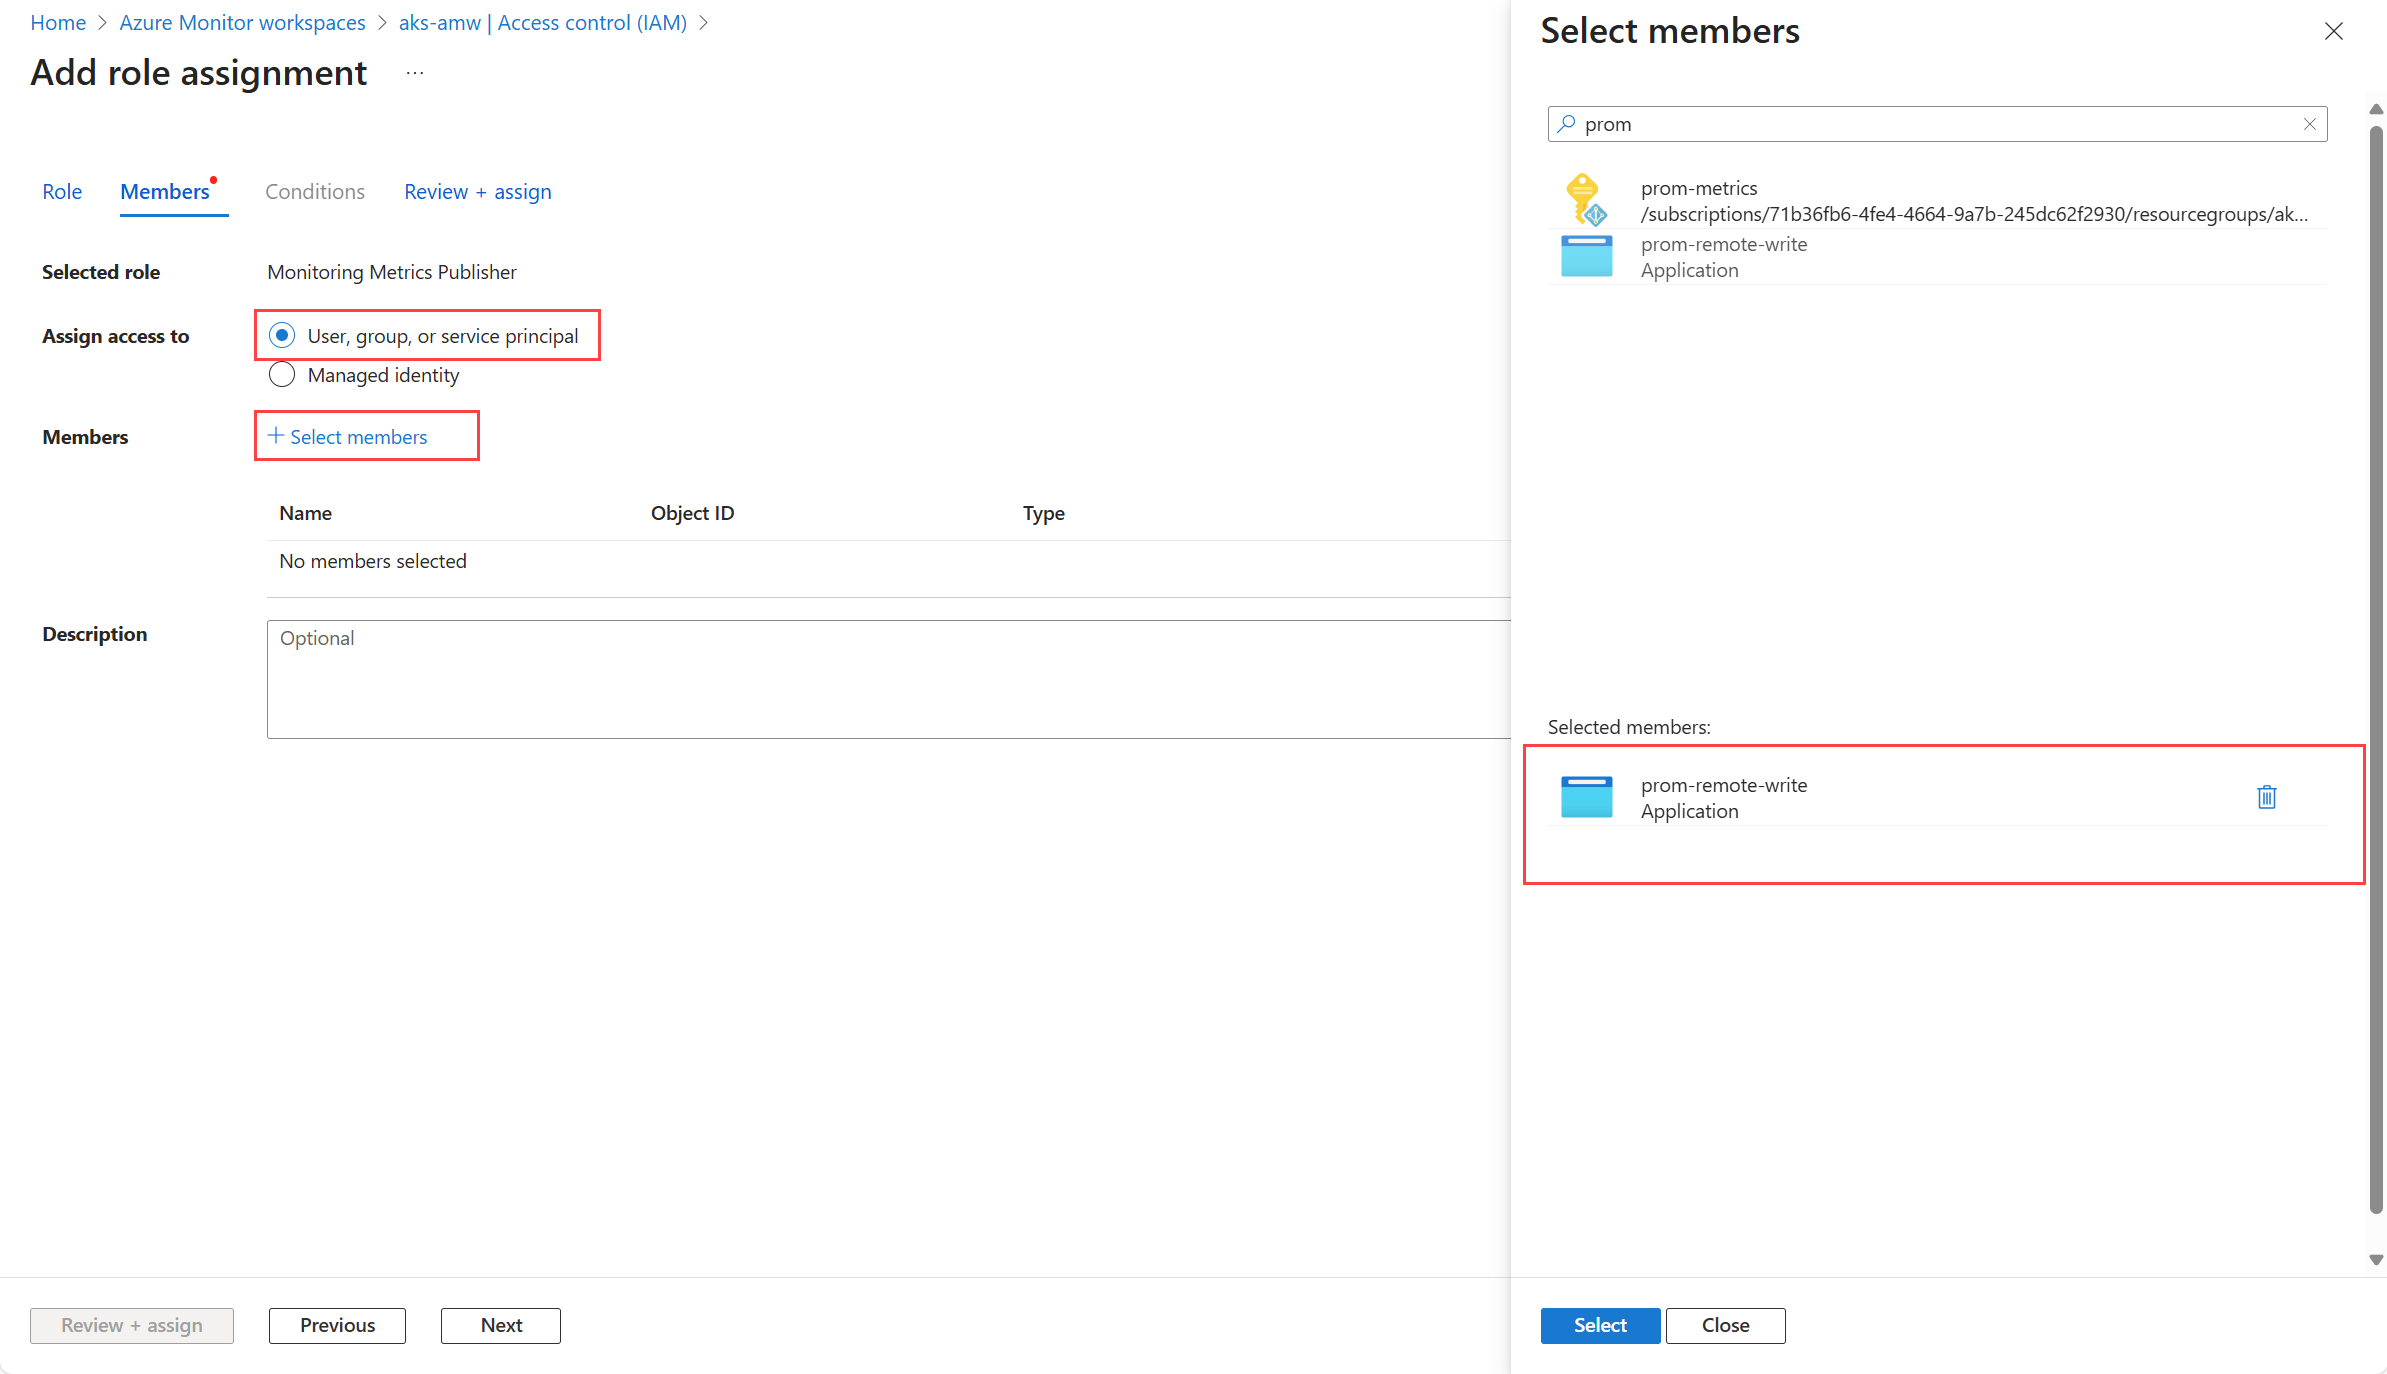 Home > Azure Monitor workspaces > aks-amw | Access control (IAM) >
Add role assignment ...
Role Members Conditions Review + assign
Selected role Monitoring Metrics Publisher
Assign access to User, group, or service principal
Managed identity
Members + Select members
Name Object ID Type
No members selected
Description Optional
Review + assign Previous Next
Select members
prom
prom-metrics
/subscriptions/71b36fb6-4fe4-4664-9a7b-245dc62f2930/resourcegroups/ak...
prom-remote-write
Application
Selected members:
prom-remote-write
Application
Select Close